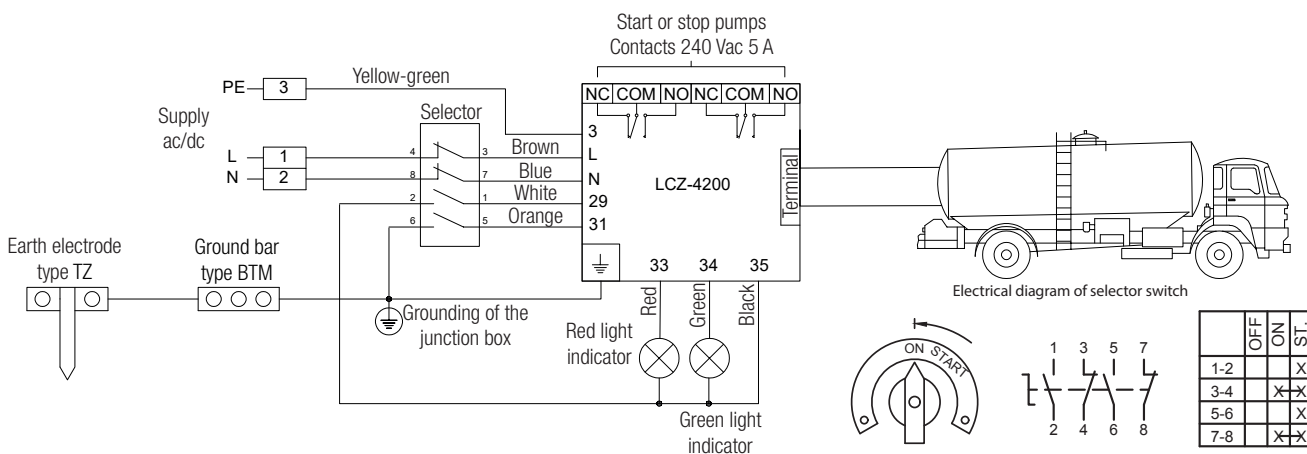 Start or stop pumps
Contacts 240 Vac 5 A
NC COM NO NC COM NO
PE 3
Yellow-green
Supply
ac/dc
L 1
N 2
Selector
4 3
8 7
2 1
6 5
Brown
Blue
White
Orange
3
L
N
29
31
LCZ-4200
Terminal
33 34 35
Red
Green
Black
Earth electrode
type TZ
Ground bar
type BTM
Grounding of the
junction box
Red light
indicator
Green light
indicator
Electrical diagram of selector switch
ON START
1 3 5 7
2 4 6 8
OFF ON ST.
1-2 X
3-4 X X
5-6 X
7-8 X X